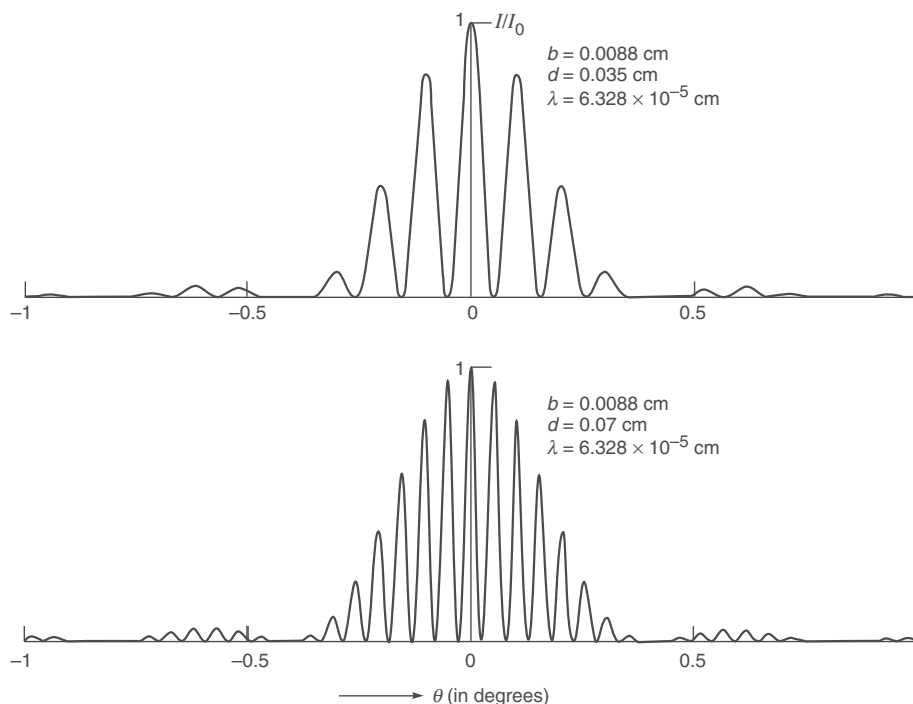 1 I/I₀
b = 0.0088 cm
d = 0.035 cm
λ = 6.328 × 10⁻⁵ cm
–1 –0.5 0 0.5
1
b = 0.0088 cm
d = 0.07 cm
λ = 6.328 × 10⁻⁵ cm
–1 –0.5 0 0.5
θ (in degrees)